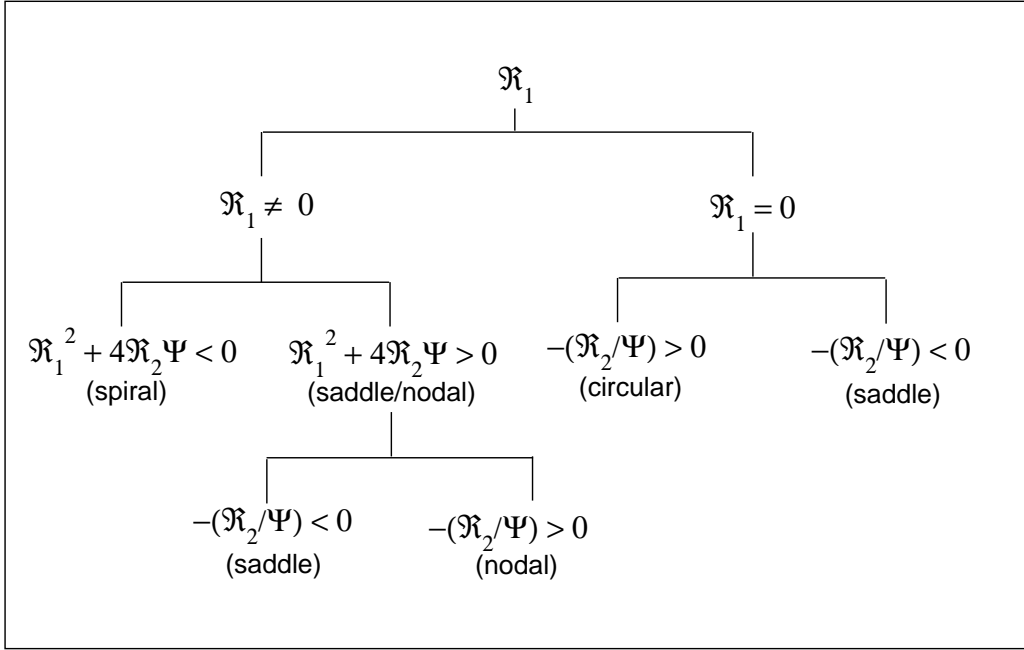 ℜ₁
ℜ₁ ≠ 0
ℜ₁ = 0
ℜ₁² + 4ℜ₂Ψ < 0
(spiral)
ℜ₁² + 4ℜ₂Ψ > 0
(saddle/nodal)
−(ℜ₂/Ψ) > 0
(circular)
−(ℜ₂/Ψ) < 0
(saddle)
−(ℜ₂/Ψ) < 0
(saddle)
−(ℜ₂/Ψ) > 0
(nodal)